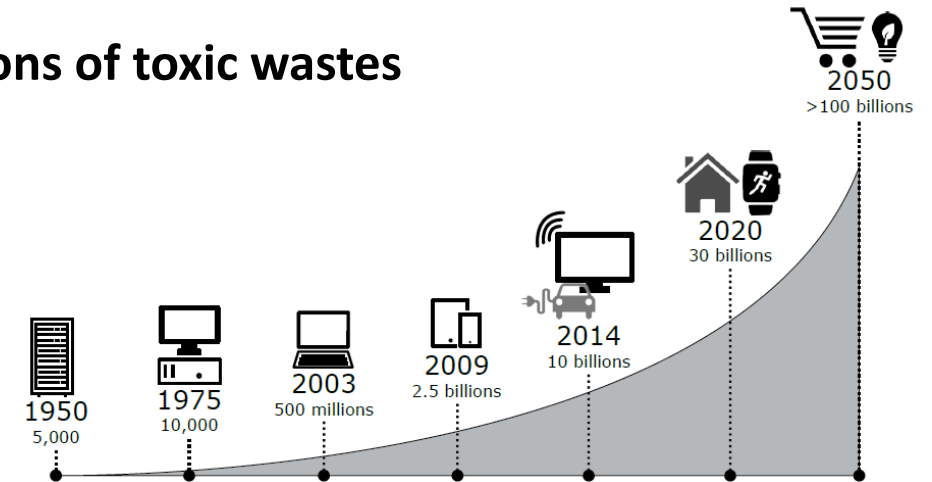 ons of toxic wastes
1950
5,000
1975
10,000
2003
500 millions
2009
2.5 billions
2014
10 billions
2020
30 billions
2050
>100 billions